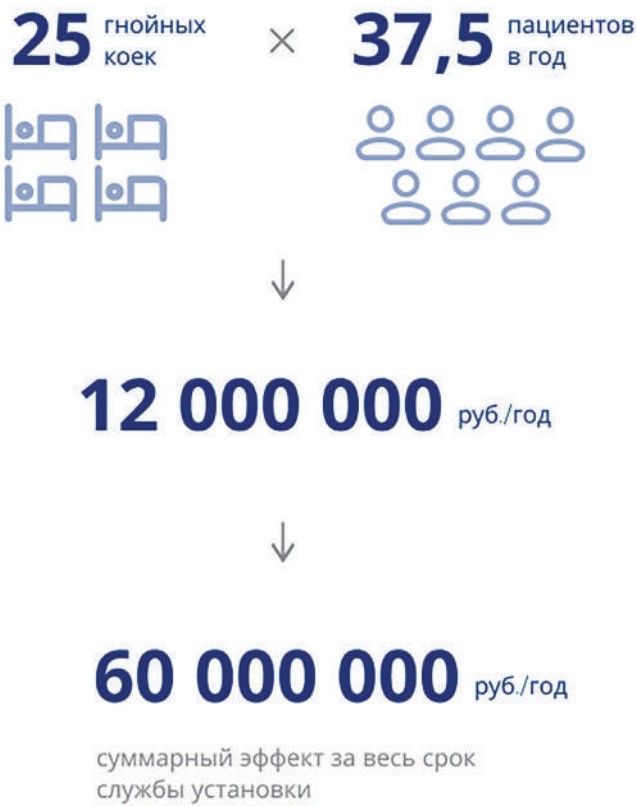 25 гнойных
коек
×
37,5 пациентов
в год
12 000 000 руб./год
60 000 000 руб./год
суммарный эффект за весь срок
службы установки